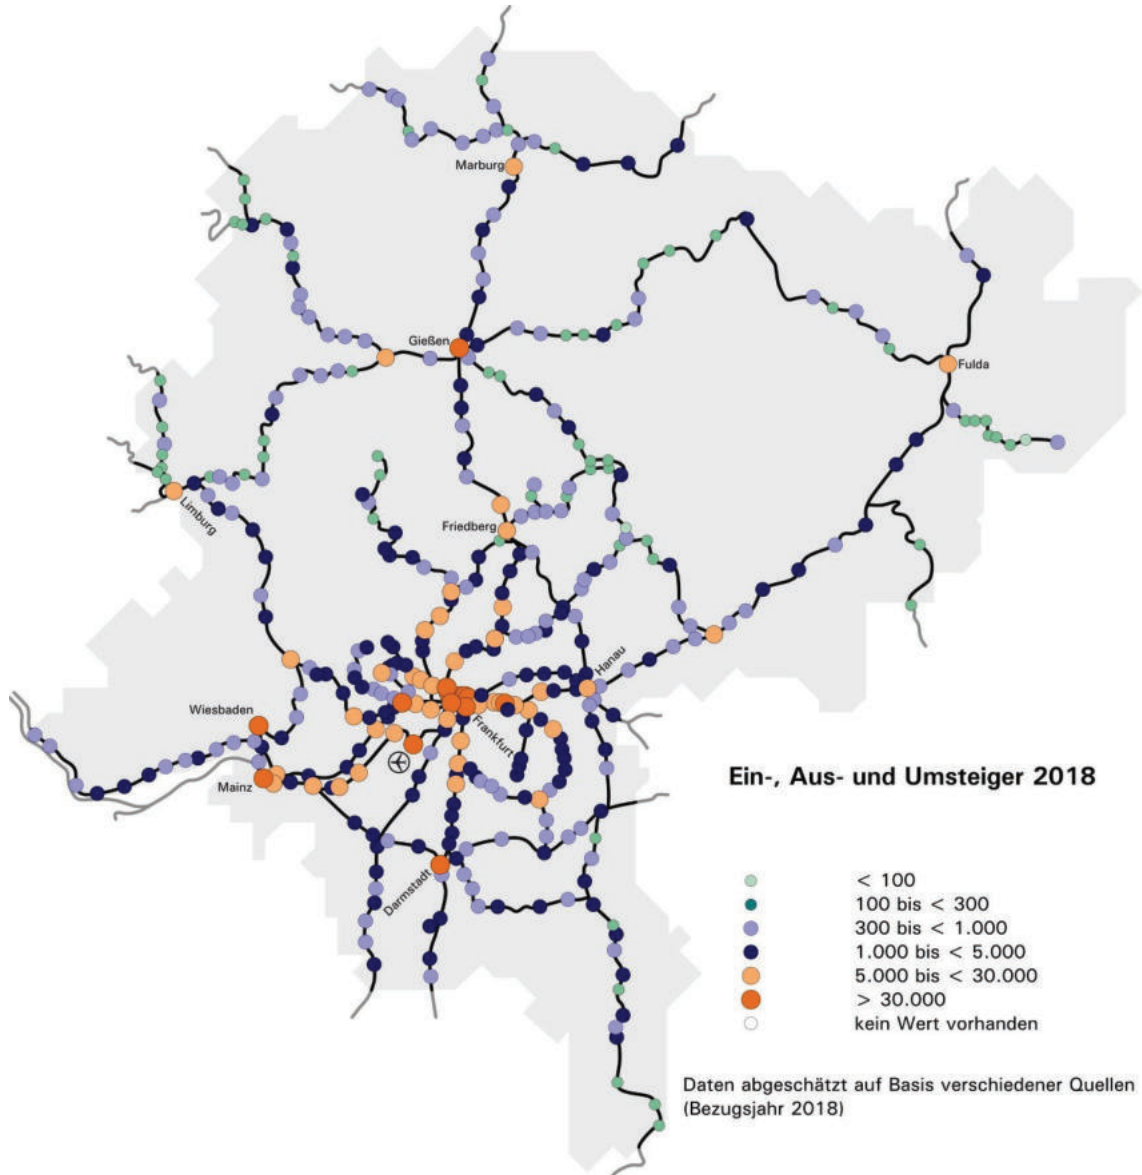 Marburg
Gießen
Fulda
Limburg
Friedberg
Hanau
Wiesbaden
Frankfurt
Mainz
Darmstadt
Ein-, Aus- und Umsteiger 2018
< 100
100 bis < 300
300 bis < 1.000
1.000 bis < 5.000
5.000 bis < 30.000
> 30.000
kein Wert vorhanden
Daten abgeschätzt auf Basis verschiedener Quellen
(Bezugsjahr 2018)